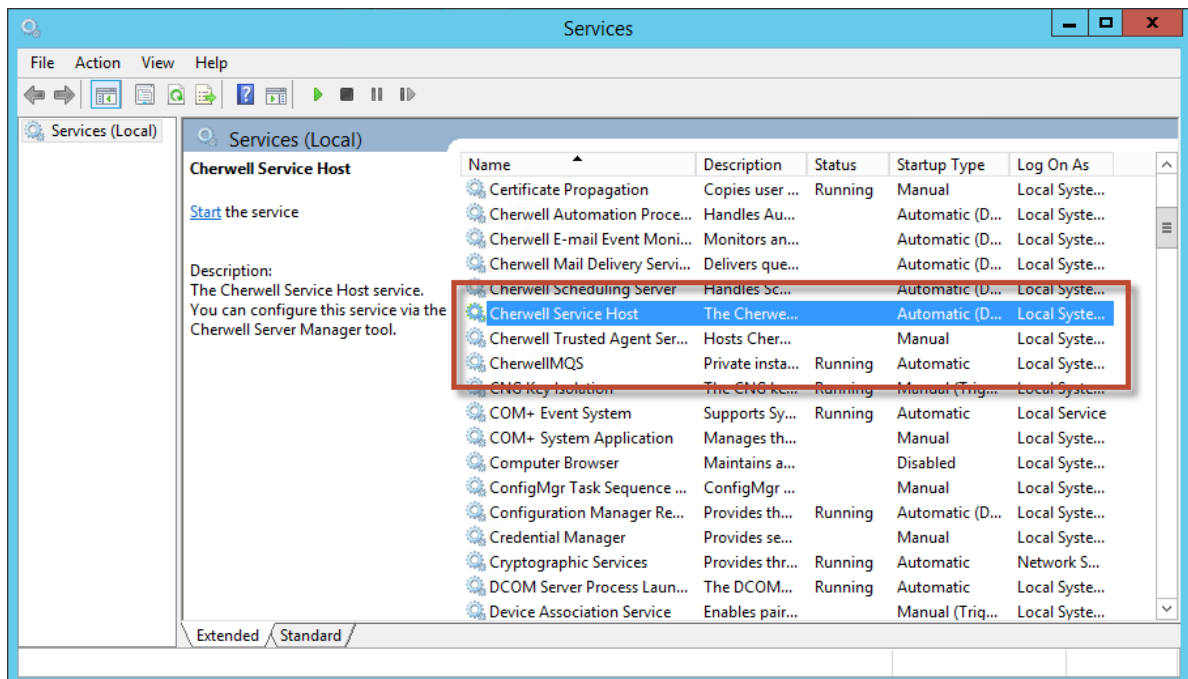 Services
File Action View Help
Services (Local)
Services (Local)
Cherwell Service Host
Start the service
Description:
The Cherwell Service Host service.
You can configure this service via the
Cherwell Server Manager tool.
Name Description Status Startup Type Log On As
Certificate Propagation Copies user ... Running Manual Local Syste...
Cherwell Automation Proce... Handles Au... Automatic (D... Local Syste...
Cherwell E-mail Event Moni... Monitors an... Automatic (D... Local Syste...
Cherwell Mail Delivery Servi... Delivers que... Automatic (D... Local Syste...
Cherwell Scheduling Server Handles Sc... Automatic (D... Local Syste...
Cherwell Service Host The Cherwe... Automatic (D... Local Syste...
Cherwell Trusted Agent Ser... Hosts Cher... Manual Local Syste...
CherwellMQS Private insta... Running Automatic Local Syste...
CNG Key Isolation The CNG ke... Running Manual (Trig... Local Syste...
COM+ Event System Supports Sy... Running Automatic Local Service
COM+ System Application Manages th... Manual Local Syste...
Computer Browser Maintains a... Disabled Local Syste...
ConfigMgr Task Sequence ... ConfigMgr ... Manual Local Syste...
Configuration Manager Re... Provides th... Running Automatic (D... Local Syste...
Credential Manager Provides se... Manual Local Syste...
Cryptographic Services Provides thr... Running Automatic Network S...
DCOM Server Process Laun... The DCOM... Running Automatic Local Syste...
Device Association Service Enables pair... Manual (Trig... Local Syste...
Extended Standard